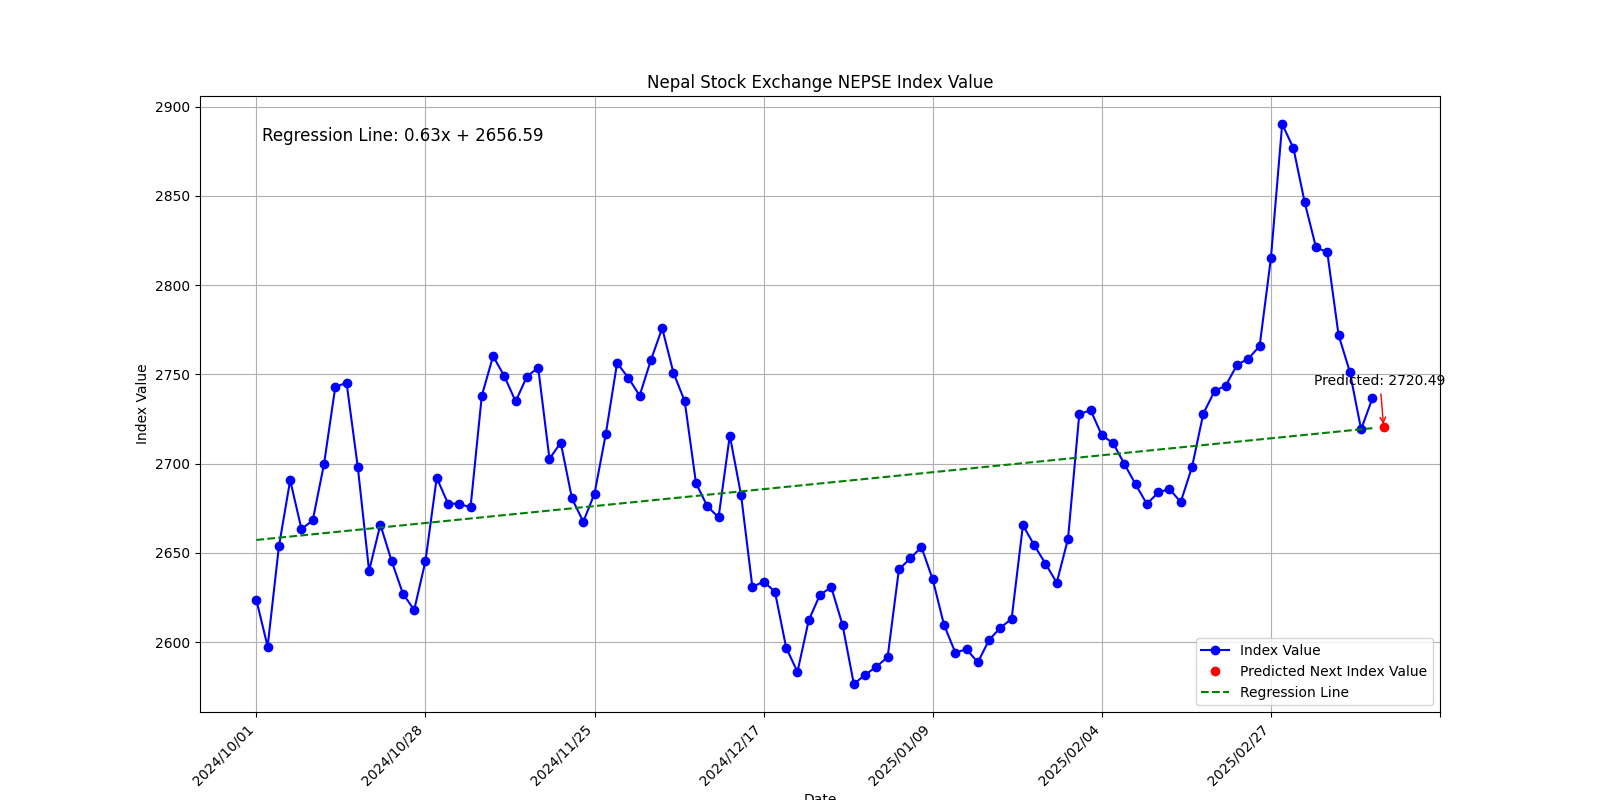 Nepal Stock Exchange NEPSE Index Value
Regression Line: 0.63x + 2656.59
2900
2850
2800
2750
2700
2650
2600
Index Value
Predicted: 2720.49
Index Value
Predicted Next Index Value
Regression Line
2024/10/01
2024/10/28
2024/11/25
2024/12/17
2025/01/09
2025/02/04
2025/02/27
Date